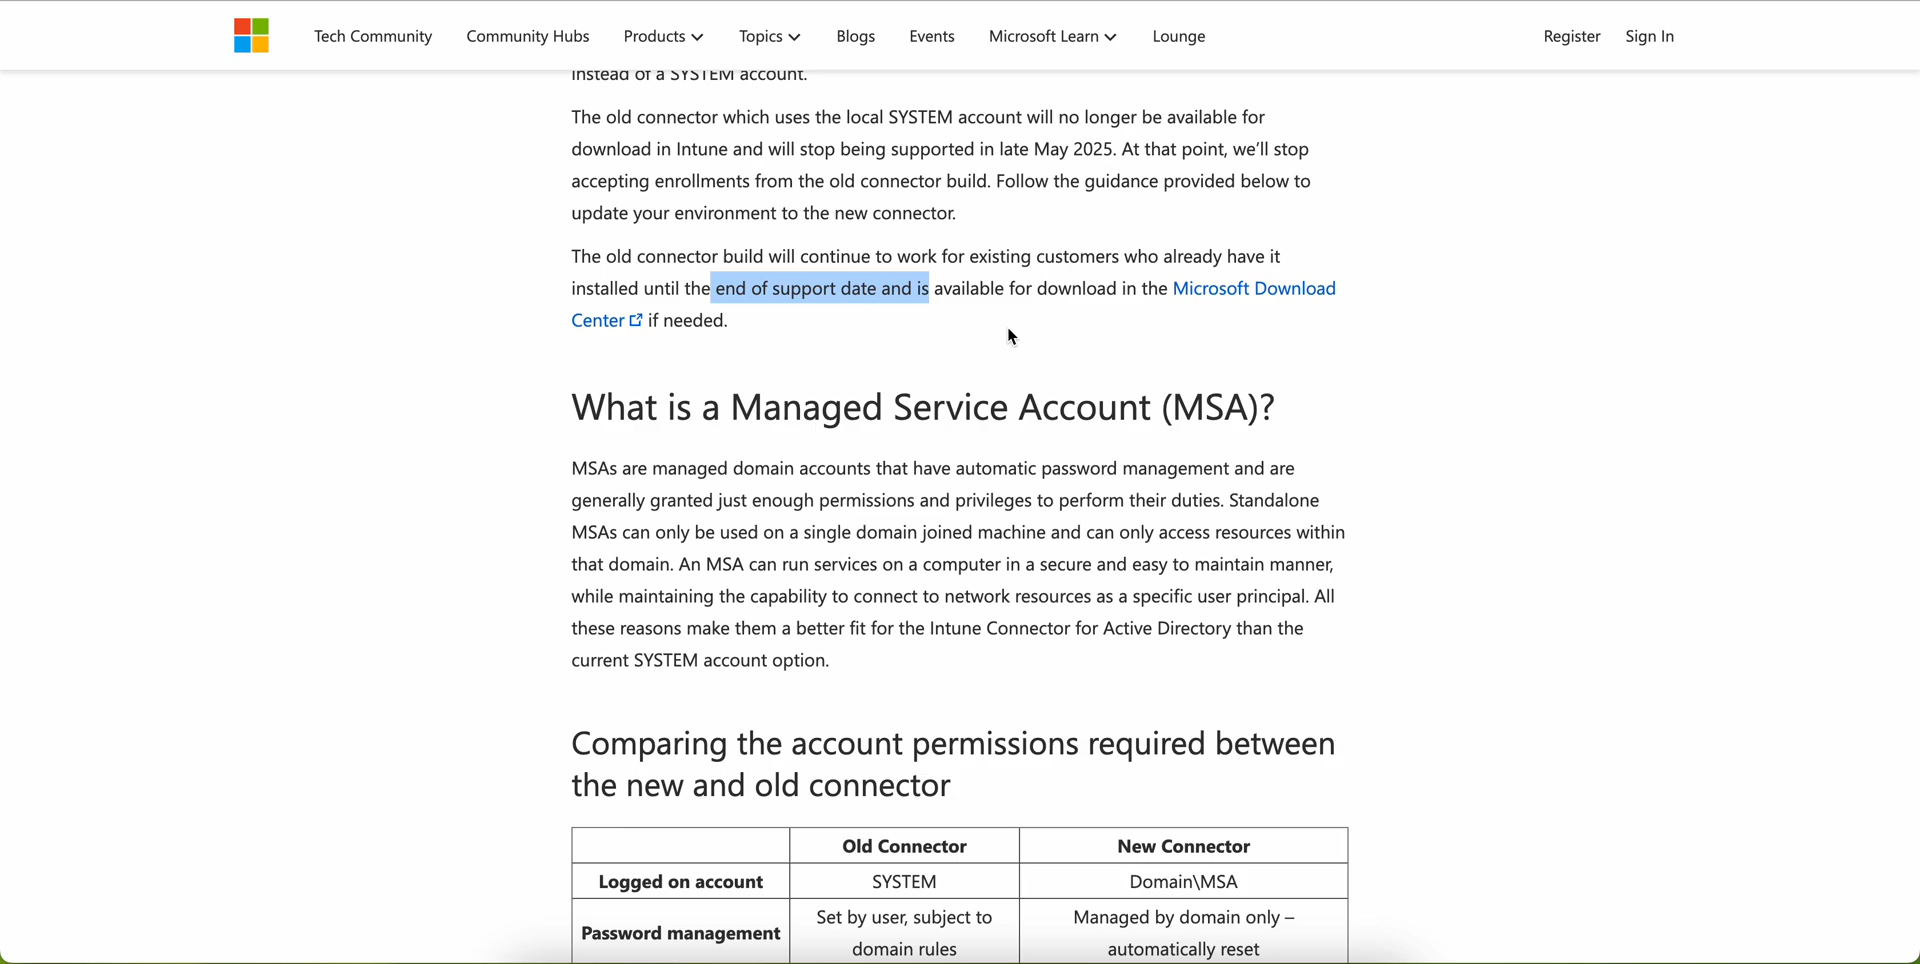 Tech Community Community Hubs Products Topics Blogs Events Microsoft Learn Lounge Register Sign In
instead of a SYSTEM account.
The old connector which uses the local SYSTEM account will no longer be available for
download in Intune and will stop being supported in late May 2025. At that point, we’ll stop
accepting enrollments from the old connector build. Follow the guidance provided below to
update your environment to the new connector.
The old connector build will continue to work for existing customers who already have it
installed until the end of support date and is available for download in the Microsoft Download
Center if needed.
What is a Managed Service Account (MSA)?
MSAs are managed domain accounts that have automatic password management and are
generally granted just enough permissions and privileges to perform their duties. Standalone
MSAs can only be used on a single domain joined machine and can only access resources within
that domain. An MSA can run services on a computer in a secure and easy to maintain manner,
while maintaining the capability to connect to network resources as a specific user principal. All
these reasons make them a better fit for the Intune Connector for Active Directory than the
current SYSTEM account option.
Comparing the account permissions required between
the new and old connector
Old Connector New Connector
Logged on account SYSTEM Domain\MSA
Password management Set by user, subject to domain rules Managed by domain only – automatically reset